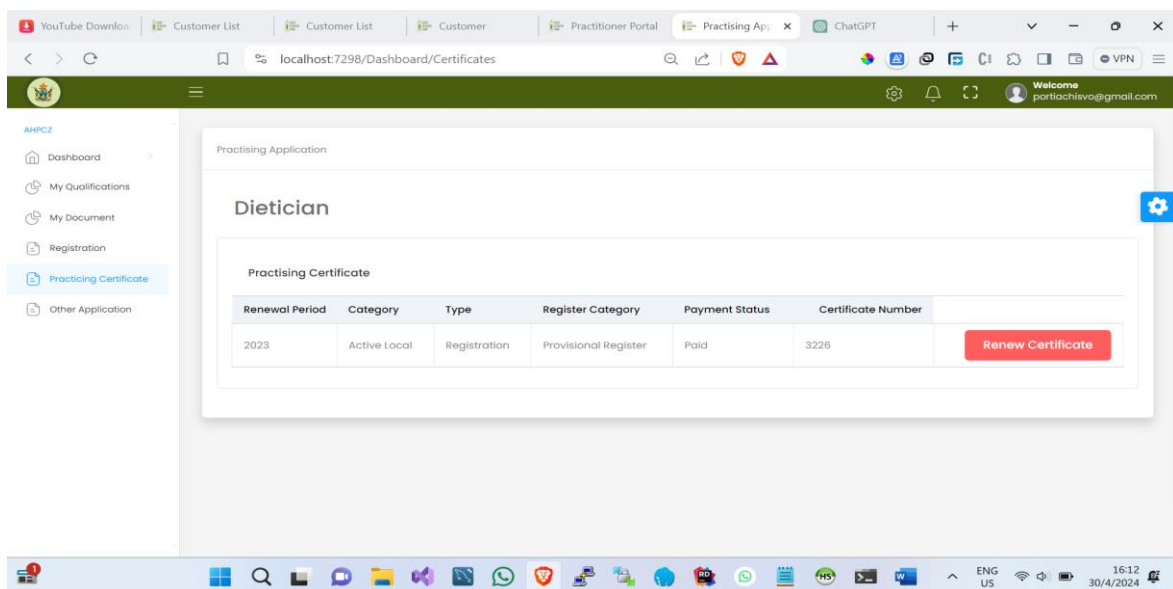 YouTube Downloa
Customer List
Customer List
Customer
Practitioner Portal
Practising App
ChatGPT
localhost:7298/Dashboard/Certificates
VPN
Welcome
portiachisvo@gmail.com
AHPCZ
Dashboard
My Qualifications
My Document
Registration
Practicing Certificate
Other Application
Practising Application
Dietician
Practising Certificate
Renewal Period Category Type Register Category Payment Status Certificate Number
2023 Active Local Registration Provisional Register Paid 3226 Renew Certificate
1
RD
HS
W
ENG
US
16:12
30/4/2024